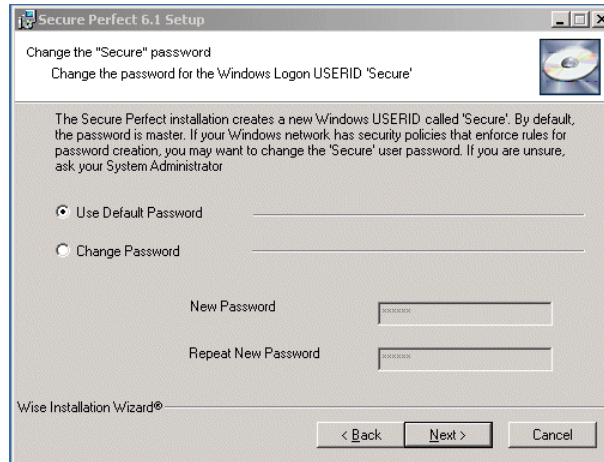 Secure Perfect 6.1 Setup
Change the "Secure" password
Change the password for the Windows Logon USERID 'Secure'
The Secure Perfect installation creates a new Windows USERID called 'Secure'. By default,
the password is master. If your Windows network has security policies that enforce rules for
password creation, you may want to change the 'Secure' user password. If you are unsure,
ask your System Administrator
Use Default Password
Change Password
New Password
xxxxxx
Repeat New Password
xxxxxx
Wise Installation Wizard®
< Back Next > Cancel